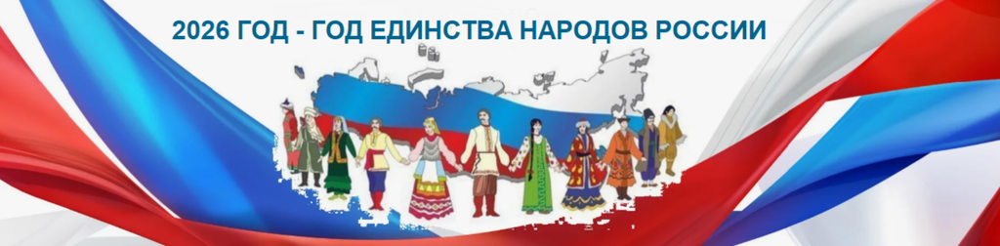 2026 ГОД - ГОД ЕДИНСТВА НАРОДОВ РОССИИ